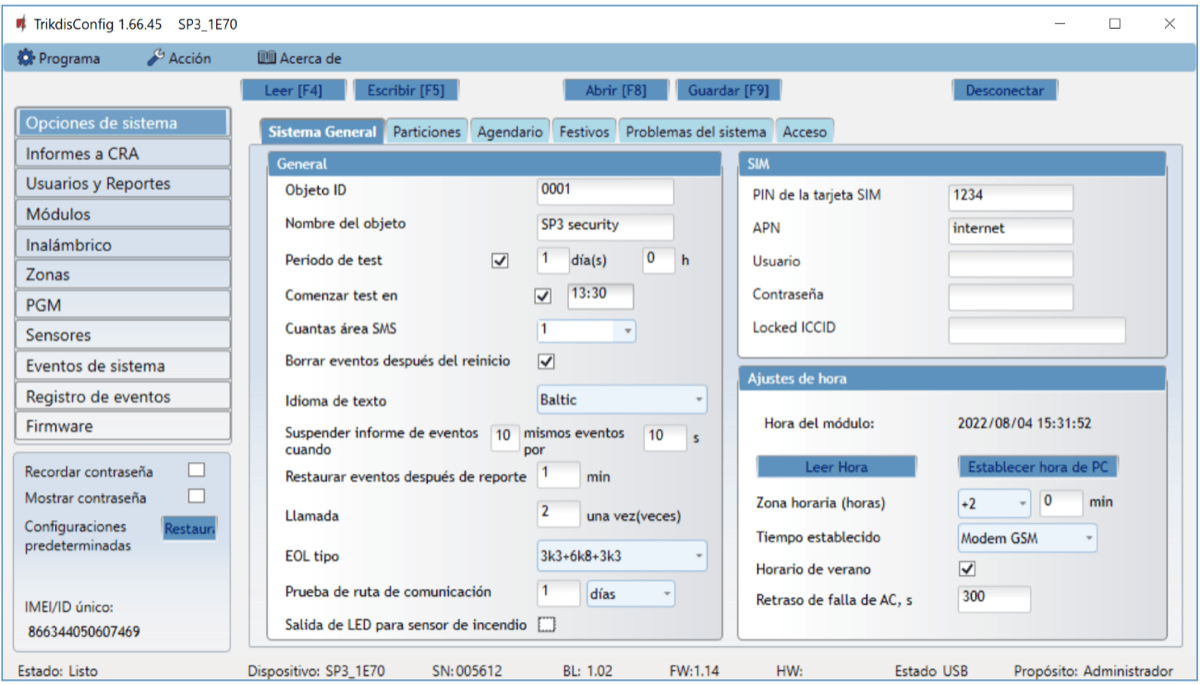 TrikdisConfig 1.66.45 SP3_1E70
Programa Acción Acerca de
Leer [F4] Escribir [F5] Abrir [F8] Guardar [F9] Desconectar
Opciones de sistema
Informes a CRA
Usuarios y Reportes
Módulos
Inalámbrico
Zonas
PGM
Sensores
Eventos de sistema
Registro de eventos
Firmware
Recordar contraseña
Mostrar contraseña
Configuraciones
predeterminadas
Restaura
IMEI/ID único:
866344050607469
Sistema General Particiones Agendario Festivos Problemas del sistema Acceso
General
Objeto ID 0001
Nombre del objeto SP3 security
Periodo de test 1 día(s) 0 h
Comenzar test en 13:30
Cuantas área SMS 1
Borrar eventos después del reinicio
Idioma de texto Baltic
Suspender informe de eventos 10 mismos eventos 10 s
cuando por
Restaurar eventos después de reporte 1 min
Llamada 2 una vez(veces)
EOL tipo 3k3+6k8+3k3
Prueba de ruta de comunicación 1 días
Salida de LED para sensor de incendio
SIM
PIN de la tarjeta SIM 1234
APN internet
Usuario
Contraseña
Locked ICCID
Ajustes de hora
Hora del módulo: 2022/08/04 15:31:52
Leer Hora Establecer hora de PC
Zona horaria (horas) +2 0 min
Tiempo establecido Modem GSM
Horario de verano
Retraso de falla de AC, s 300
Estado: Listo Dispositivo: SP3_1E70 SN:005612 BL: 1.02 FW:1.14 HW: Estado USB Propósito: Administrador